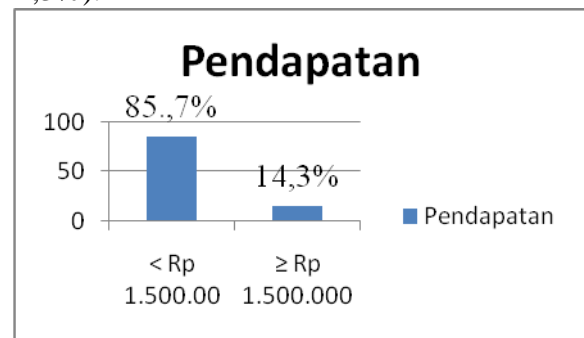 Pendapatan
85.,7%
14,3%
100
50
0
< Rp
1.500.00
≥ Rp
1.500.000
Pendapatan